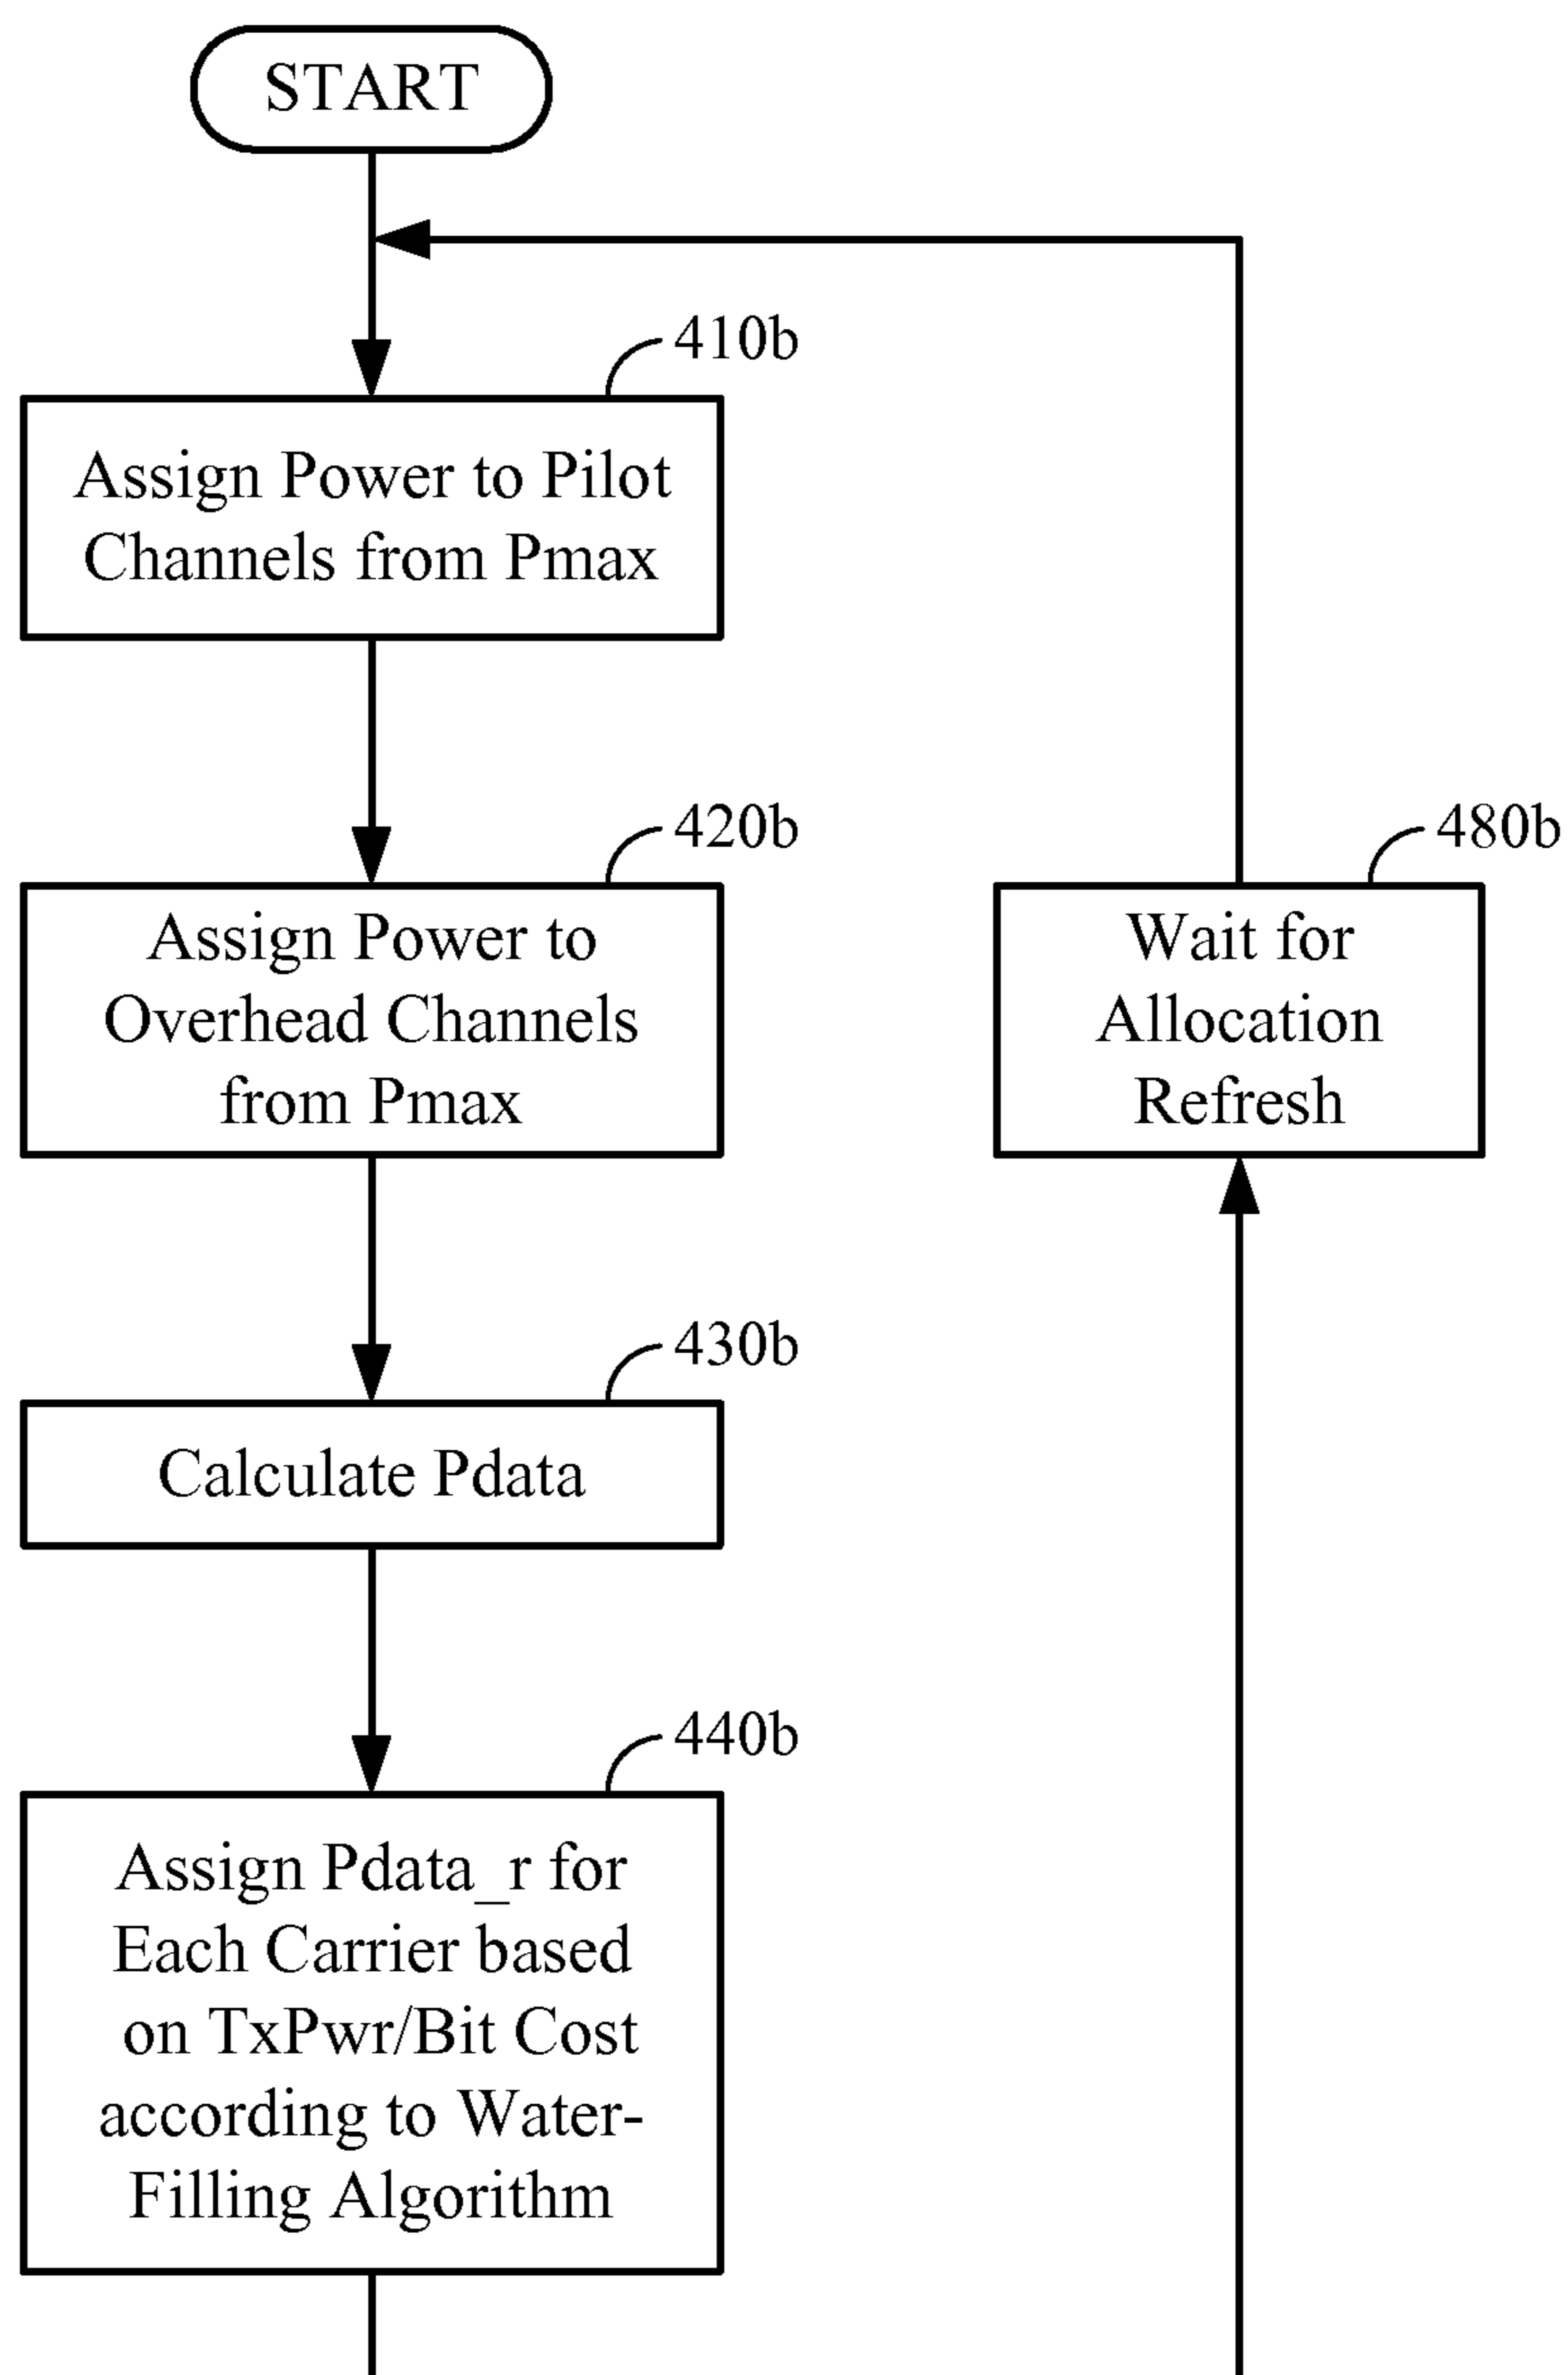 START
410b
Assign Power to Pilot
Channels from Pmax
420b
Assign Power to
Overhead Channels
from Pmax
480b
Wait for
Allocation
Refresh
430b
Calculate Pdata
440b
Assign Pdata_r for
Each Carrier based
on TxPwr/Bit Cost
according to Water-
Filling Algorithm